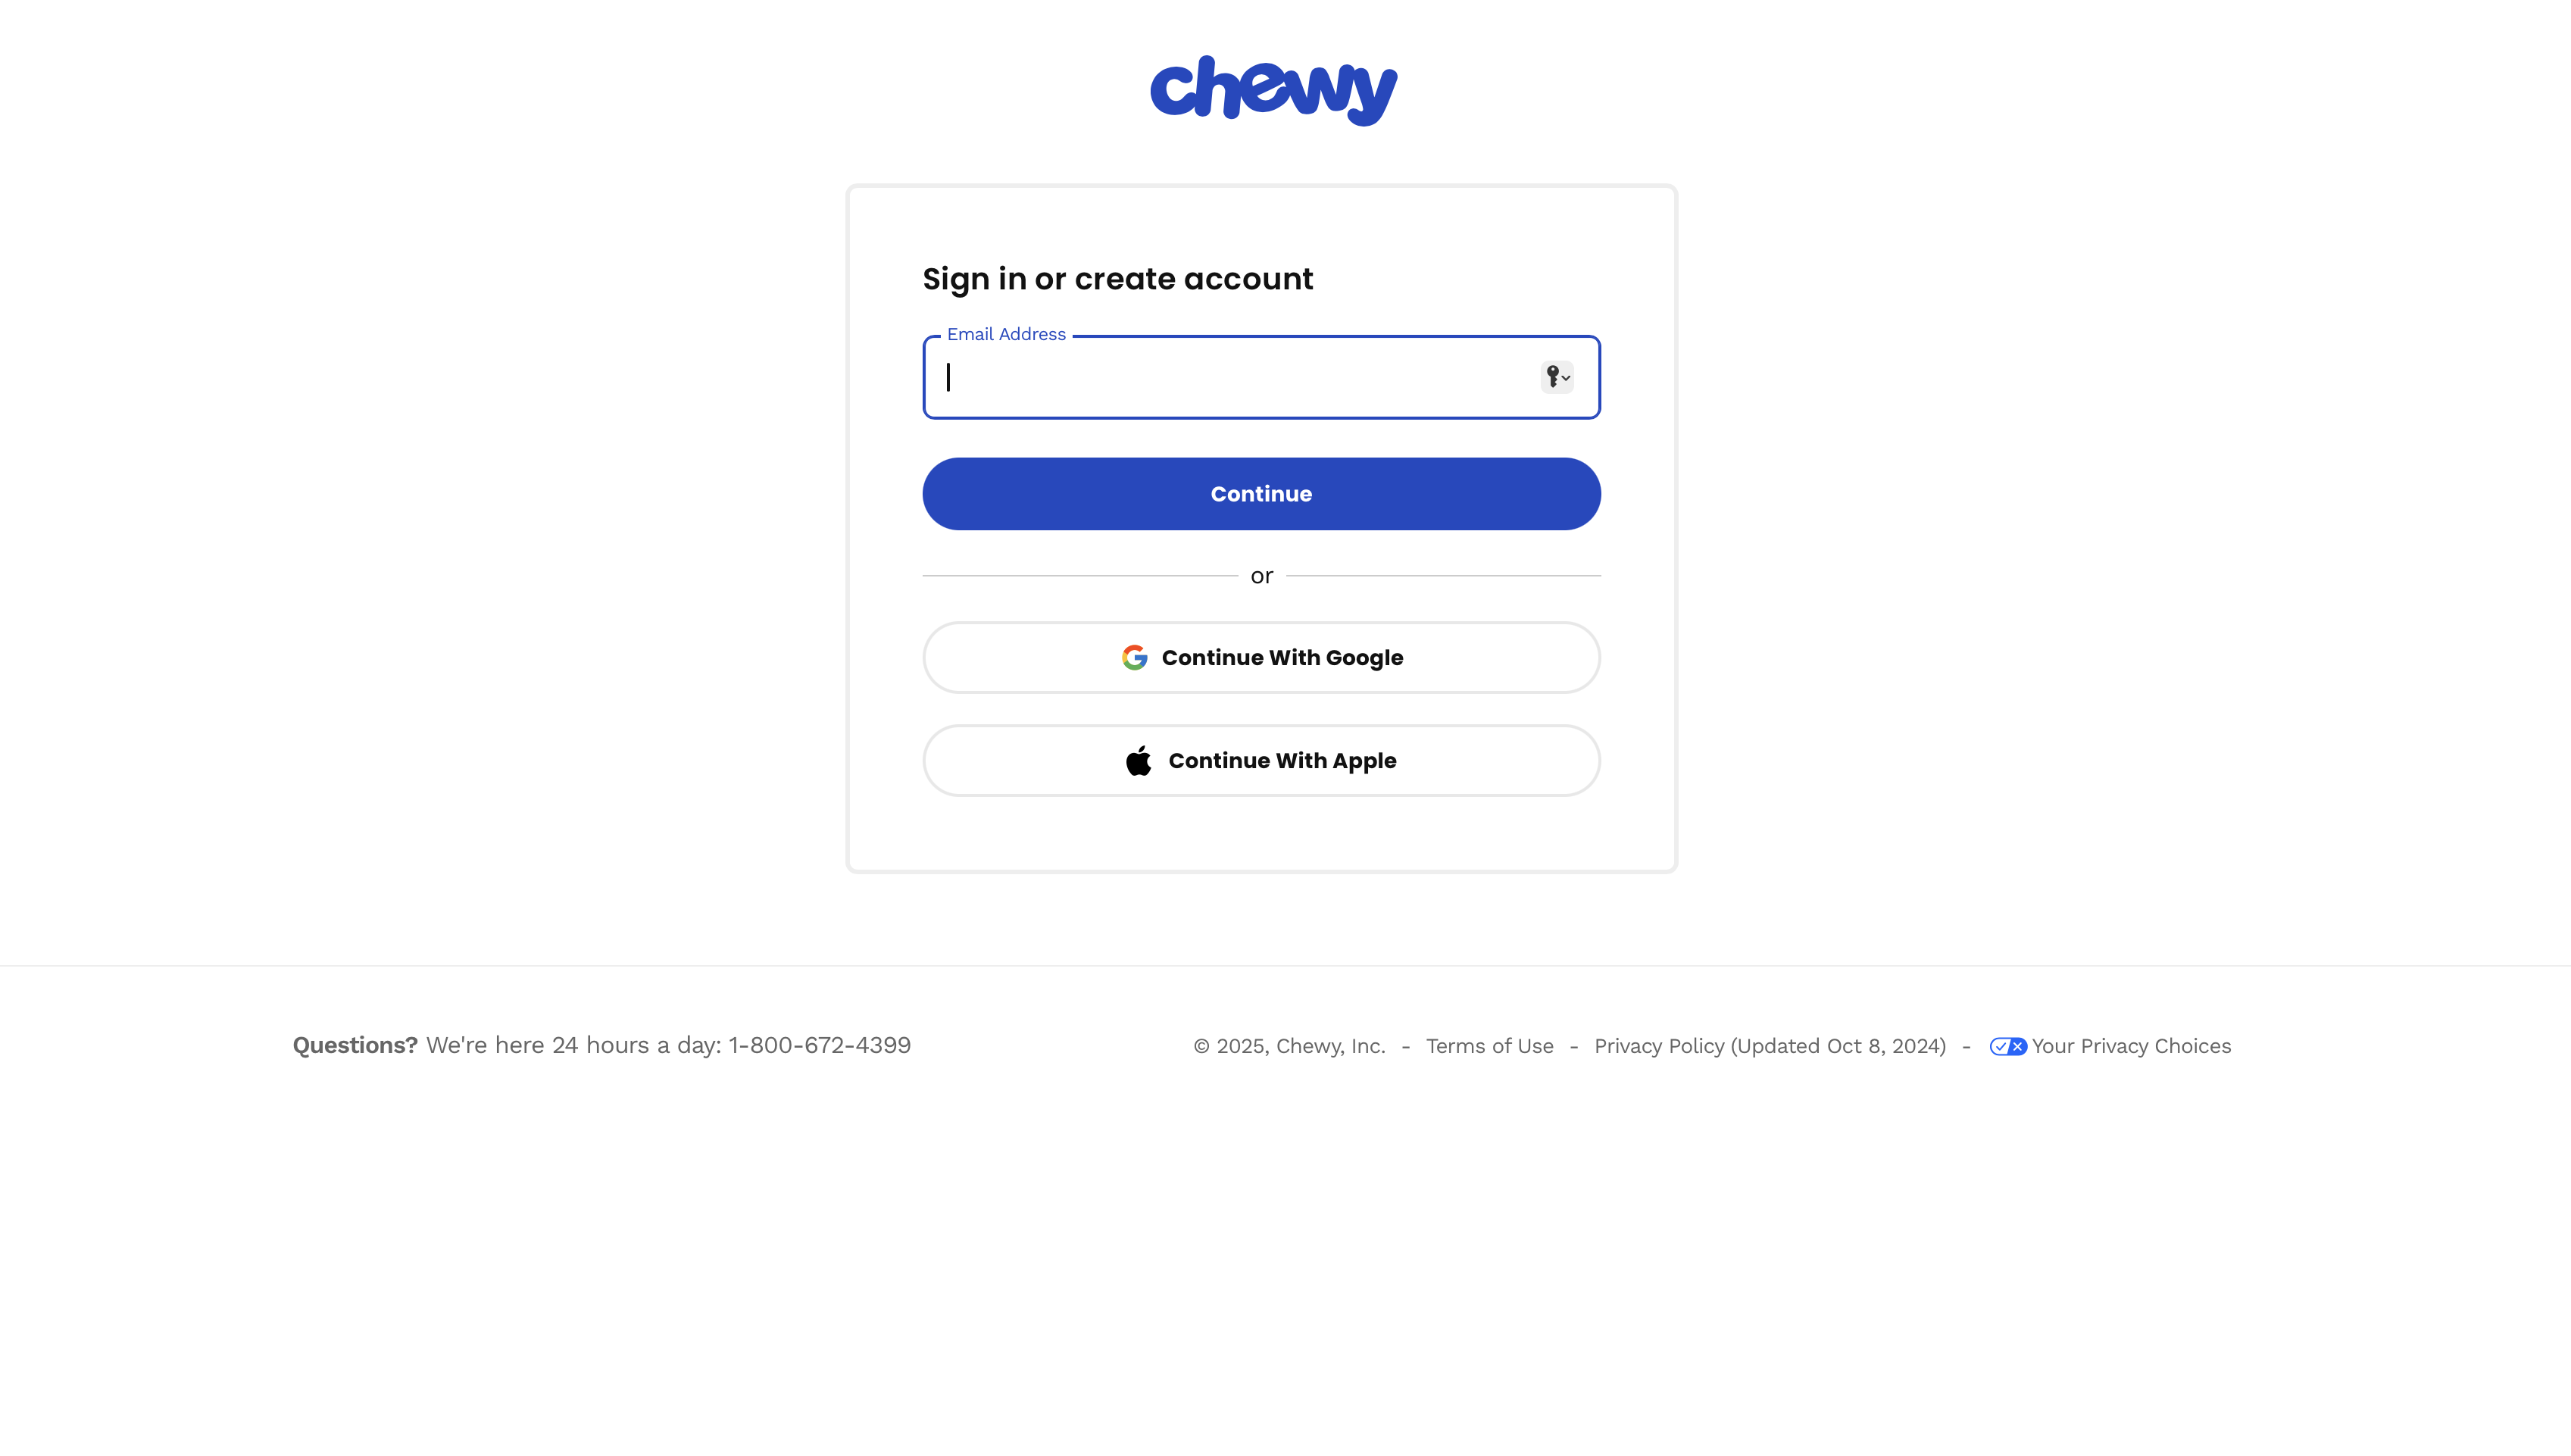 chewy
Sign in or create account
Email Address
Continue
or
Continue With Google
Continue With Apple
Questions? We're here 24 hours a day: 1-800-672-4399
© 2025, Chewy, Inc. - Terms of Use - Privacy Policy (Updated Oct 8, 2024) - Your Privacy Choices